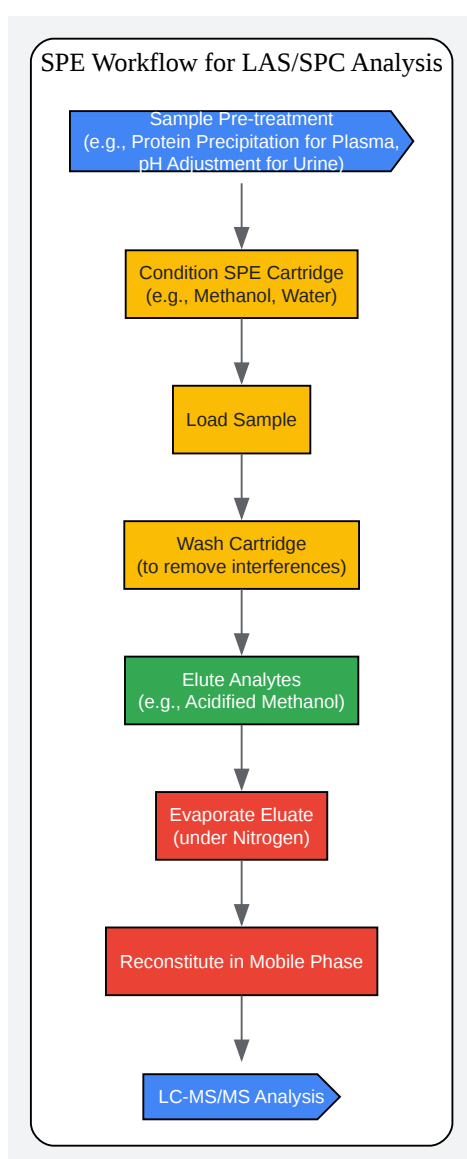 SPE Workflow for LAS/SPC Analysis
Sample Pre-treatment
(e.g., Protein Precipitation for Plasma,
pH Adjustment for Urine)
Condition SPE Cartridge
(e.g., Methanol, Water)
Load Sample
Wash Cartridge
(to remove interferences)
Elute Analytes
(e.g., Acidified Methanol)
Evaporate Eluate
(under Nitrogen)
Reconstitute in Mobile Phase
LC-MS/MS Analysis